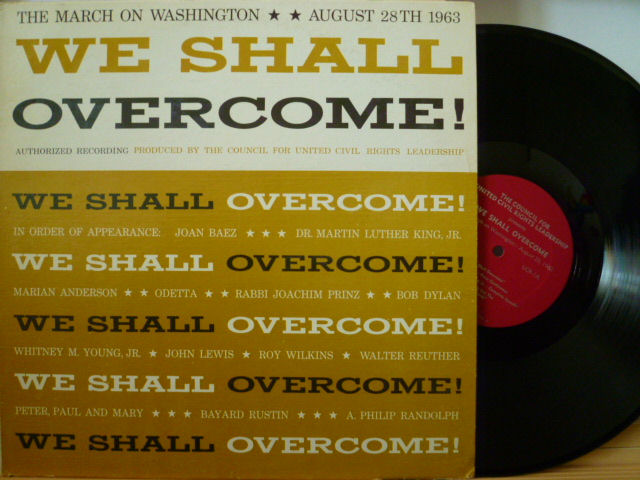 THE MARCH ON WASHINGTON ★ ★ AUGUST 28TH 1963
WE SHALL
OVERCOME!
AUTHORIZED RECORDING PRODUCED BY THE COUNCIL FOR UNITED CIVIL RIGHTS LEADERSHIP
WE SHALL OVERCOME!
IN ORDER OF APPEARANCE: JOAN BAEZ ★ ★ ★ DR. MARTIN LUTHER KING, JR.
WE SHALL OVERCOME!
MARIAN ANDERSON ★ ★ ODETTA ★ ★ RABBI JOACHIM PRINZ ★ ★ BOB DYLAN
WE SHALL OVERCOME!
WHITNEY M. YOUNG, JR. ★ JOHN LEWIS ★ ROY WILKINS ★ WALTER REUTHER
WE SHALL OVERCOME!
PETER, PAUL AND MARY ★ ★ ★ BAYARD RUSTIN ★ ★ ★ A. PHILIP RANDOLPH
WE SHALL OVERCOME!
THE COUNCIL FOR
UNITED CIVIL RIGHTS LEADERSHIP
WE SHALL OVERCOME